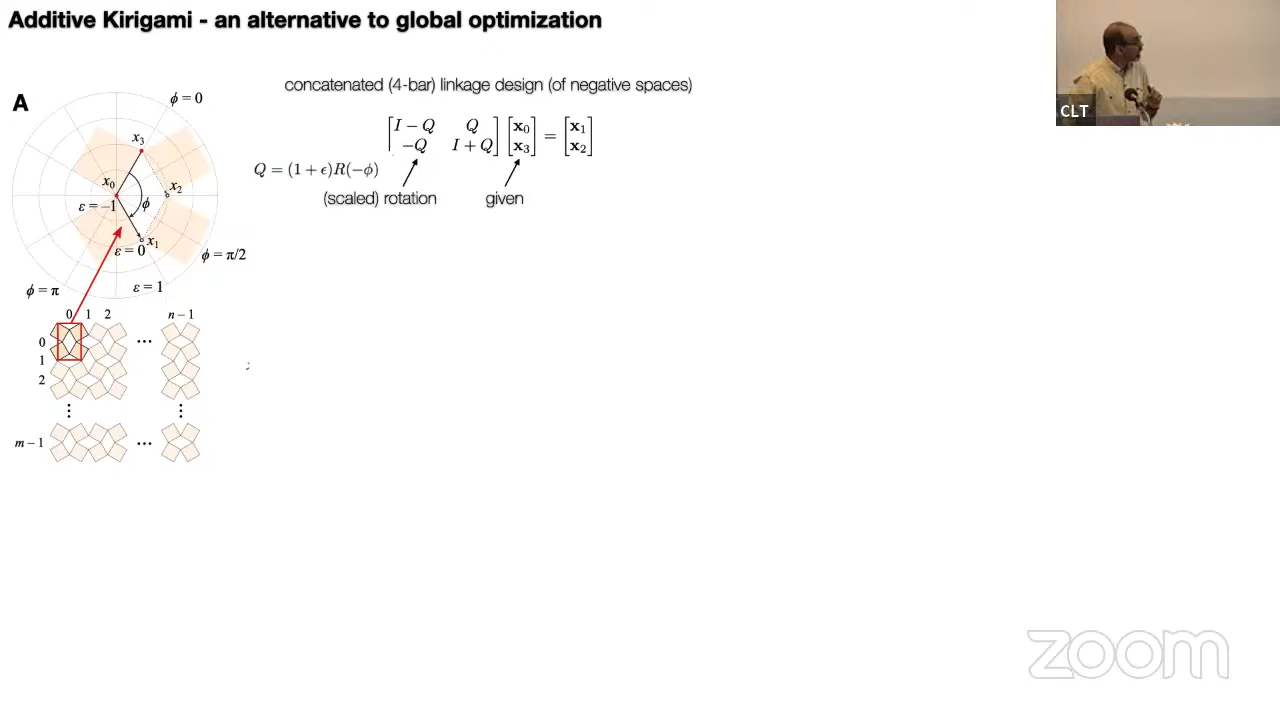 Additive Kirigami - an alternative to global optimization
CLT
concatenated (4-bar) linkage design (of negative spaces)
A
ϕ = 0
x₃
x₀
x₂
ε = –1
ϕ
x₁
ε = 0
ϕ = π/2
ϕ = π
ε = 1
[I − Q Q] [x₀] = [x₁]
[−Q I + Q] [x₃] [x₂]
Q = (1 + ϵ)R(−ϕ)
(scaled) rotation
given
0 1 2 n – 1
0
...
1
2
m – 1
...
zoom